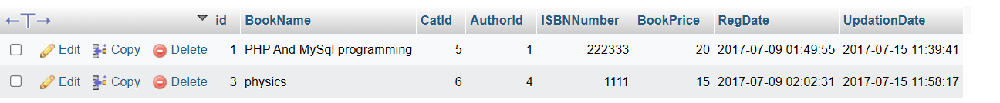 id BookName CatId AuthorId ISBNNumber BookPrice RegDate UpdationDate
Edit Copy Delete 1 PHP And MySql programming 5 1 222333 20 2017-07-09 01:49:55 2017-07-15 11:39:41
Edit Copy Delete 3 physics 6 4 1111 15 2017-07-09 02:02:31 2017-07-15 11:58:17